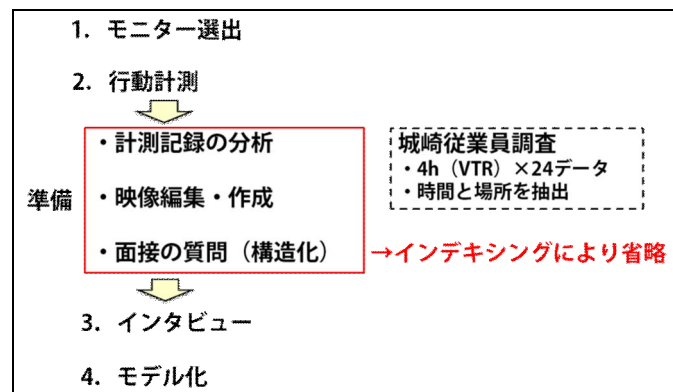 1. モニター選出
2. 行動計測
準備
・計測記録の分析
・映像編集・作成
・面接の質問（構造化）
城崎従業員調査
・4h（VTR）×24データ
・時間と場所を抽出
→インデキシングにより省略
3. インタビュー
4. モデル化